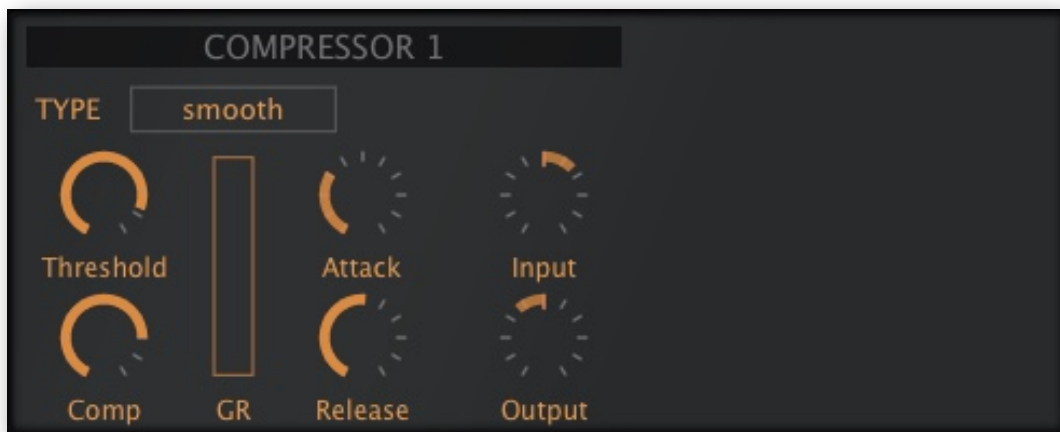 COMPRESSOR 1
TYPE smooth
Threshold Attack Input
Comp GR Release Output